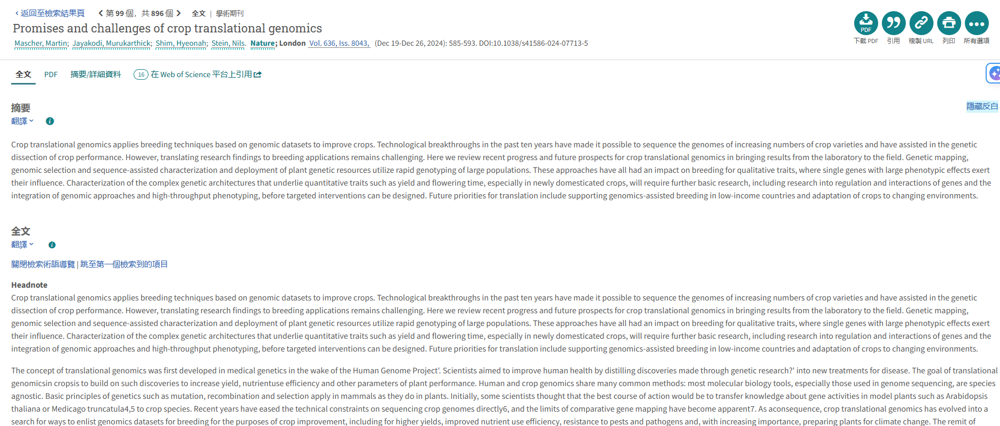 返回至檢索結果頁 第 99 個，共 896 個 全文 | 學術期刊
Promises and challenges of crop translational genomics
Mascher, Martin; Jayakodi, Murukarthick; Shim, Hyeonah; Stein, Nils. Nature; London Vol. 636, Iss. 8043, (Dec 19-Dec 26, 2024): 585-593. DOI:10.1038/s41586-024-07713-5
PDF
下載 PDF 引用 複製 URL 列印 所有選項
全文 PDF 摘要/詳細資料 16 在 Web of Science 平台上引用
摘要
隱藏反白
翻譯
Crop translational genomics applies breeding techniques based on genomic datasets to improve crops. Technological breakthroughs in the past ten years have made it possible to sequence the genomes of increasing numbers of crop varieties and have assisted in the genetic
dissection of crop performance. However, translating research findings to breeding applications remains challenging. Here we review recent progress and future prospects for crop translational genomics in bringing results from the laboratory to the field. Genetic mapping,
genomic selection and sequence-assisted characterization and deployment of plant genetic resources utilize rapid genotyping of large populations. These approaches have all had an impact on breeding for qualitative traits, where single genes with large phenotypic effects exert
their influence. Characterization of the complex genetic architectures that underlie quantitative traits such as yield and flowering time, especially in newly domesticated crops, will require further basic research, including research into regulation and interactions of genes and the
integration of genomic approaches and high-throughput phenotyping, before targeted interventions can be designed. Future priorities for translation include supporting genomics-assisted breeding in low-income countries and adaptation of crops to changing environments.
全文
翻譯
關閉檢索術語導覽 | 跳至第一個檢索到的項目
Headnote
Crop translational genomics applies breeding techniques based on genomic datasets to improve crops. Technological breakthroughs in the past ten years have made it possible to sequence the genomes of increasing numbers of crop varieties and have assisted in the genetic
dissection of crop performance. However, translating research findings to breeding applications remains challenging. Here we review recent progress and future prospects for crop translational genomics in bringing results from the laboratory to the field. Genetic mapping,
genomic selection and sequence-assisted characterization and deployment of plant genetic resources utilize rapid genotyping of large populations. These approaches have all had an impact on breeding for qualitative traits, where single genes with large phenotypic effects exert
their influence. Characterization of the complex genetic architectures that underlie quantitative traits such as yield and flowering time, especially in newly domesticated crops, will require further basic research, including research into regulation and interactions of genes and the
integration of genomic approaches and high-throughput phenotyping, before targeted interventions can be designed. Future priorities for translation include supporting genomics-assisted breeding in low-income countries and adaptation of crops to changing environments.
The concept of translational genomics was first developed in medical genetics in the wake of the Human Genome Project'. Scientists aimed to improve human health by distilling discoveries made through genetic research?' into new treatments for disease. The goal of translational
genomicsin cropsis to build on such discoveries to increase yield, nutrientuse efficiency and other parameters of plant performance. Human and crop genomics share many common methods: most molecular biology tools, especially those used in genome sequencing, are species
agnostic. Basic principles of genetics such as mutation, recombination and selection apply in mammals as they do in plants. Initially, some scientists thought that the best course of action would be to transfer knowledge about gene activities in model plants such as Arabidopsis
thaliana or Medicago truncatula4,5 to crop species. Recent years have eased the technical constraints on sequencing crop genomes directly6, and the limits of comparative gene mapping have become apparent7. As aconsequence, crop translational genomics has evolved into a
search for ways to enlist genomics datasets for breeding for the purposes of crop improvement, including for higher yields, improved nutrient use efficiency, resistance to pests and pathogens and, with increasing importance, preparing plants for climate change. The remit of